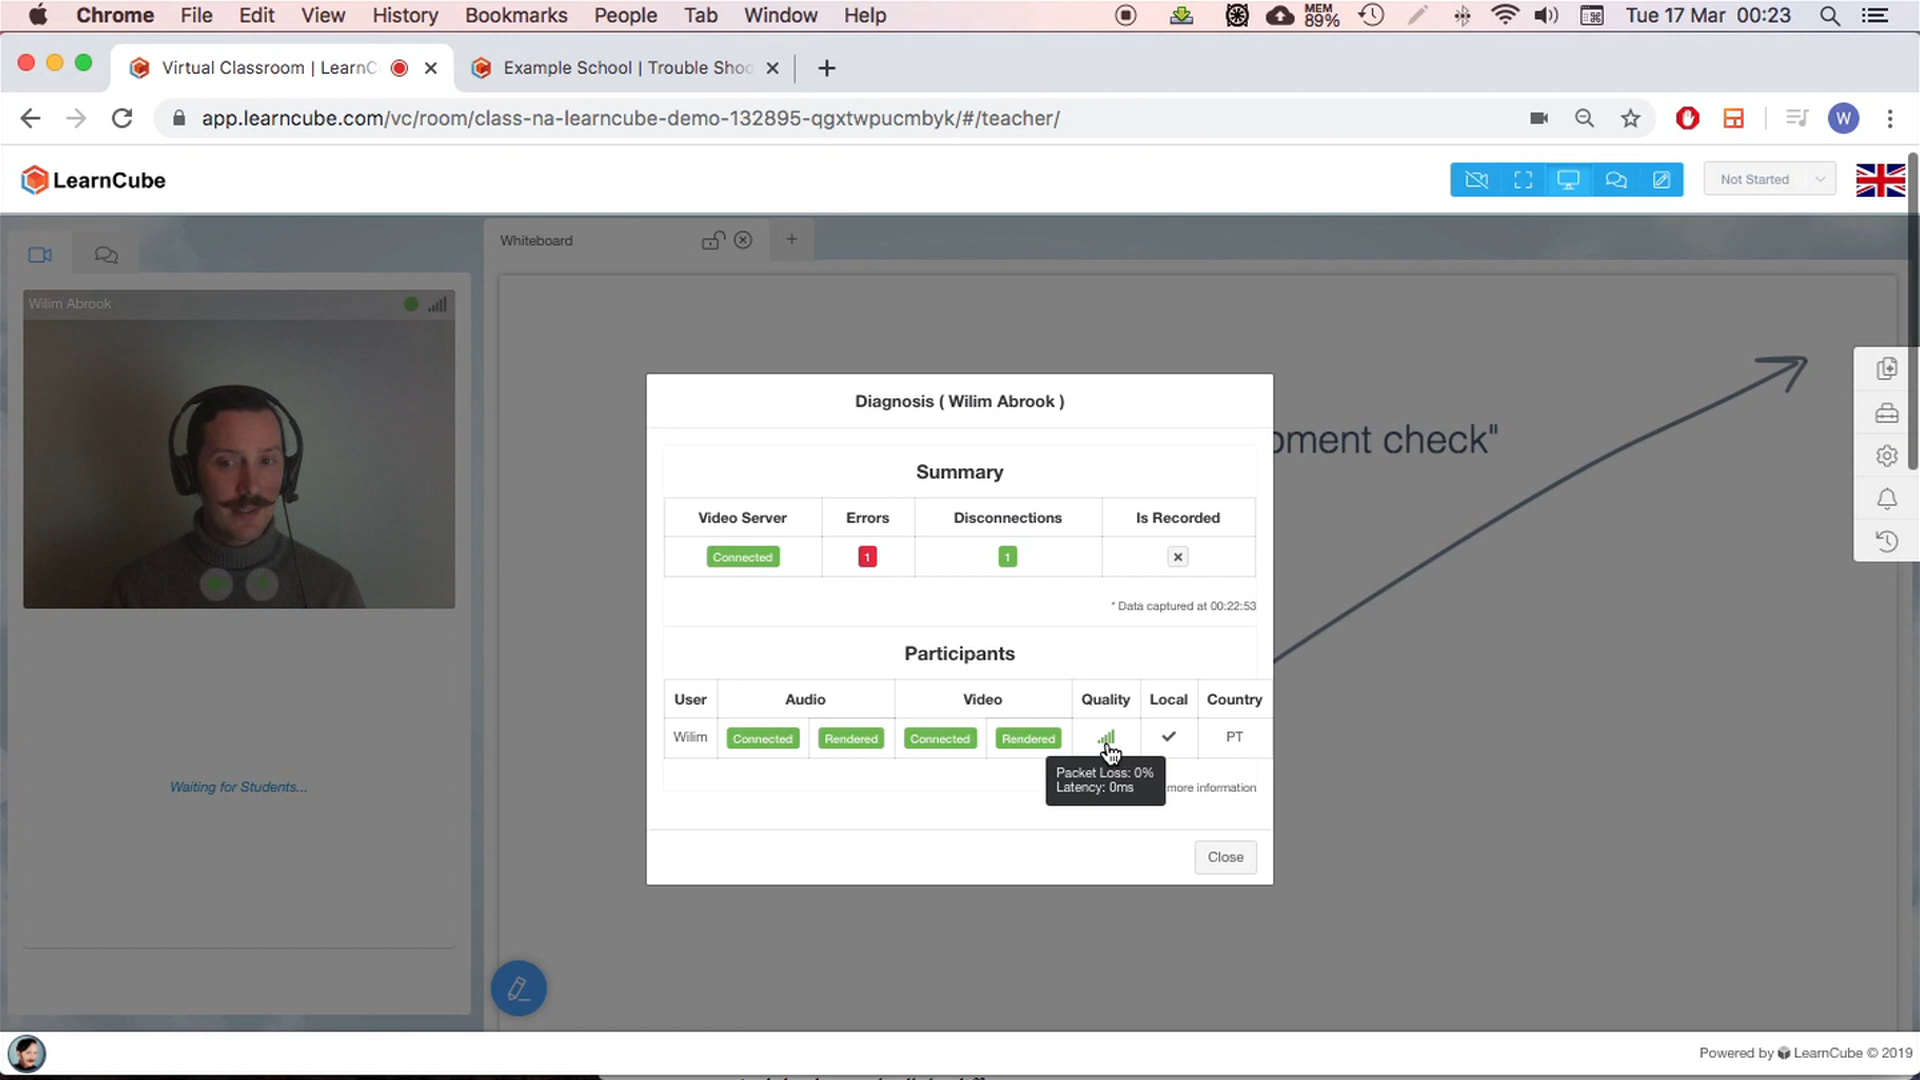 Chrome File Edit View History Bookmarks People Tab Window Help MEM 89% Tue 17 Mar 00:23
Virtual Classroom | LearnC Example School | Trouble Shoo
app.learncube.com/vc/room/class-na-learncube-demo-132895-qgxtwpucmbyk/#/teacher/ W
LearnCube Not Started
Whiteboard
Wilim Abrook
Diagnosis ( Wilim Abrook )
pment check"
Summary
Video Server Errors Disconnections Is Recorded
Connected 1 1
* Data captured at 00:22:53
Participants
User Audio Video Quality Local Country
Wilim Connected Rendered Connected Rendered PT
Packet Loss: 0%
Latency: 0ms
more information
Waiting for Students...
Close
Powered by LearnCube © 2019